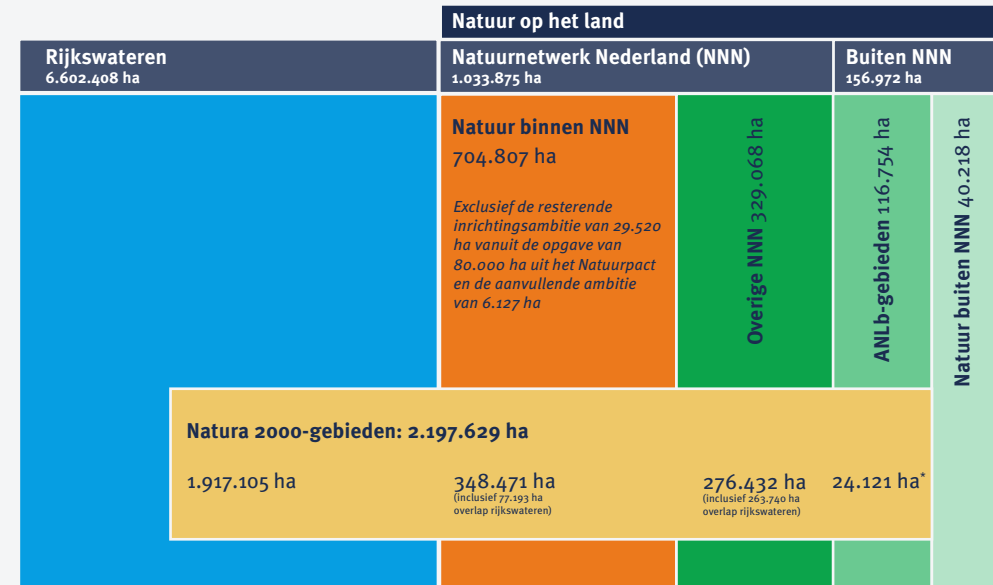 Natuur op het land
Rijkswateren
6.602.408 ha
Natuurnetwerk Nederland (NNN)
1.033.875 ha
Buiten NNN
156.972 ha
Natuur binnen NNN
704.807 ha
Exclusief de resterende
inrichtingsambitie van 29.520
ha vanuit de opgave van
80.000 ha uit het Natuurpact
en de aanvullende ambitie
van 6.127 ha
Overige NNN 329.068 ha
ANLb-gebieden 116.754 ha
Natuur buiten NNN 40.218 ha
Natura 2000-gebieden: 2.197.629 ha
1.917.105 ha
348.471 ha
(inclusief 77.193 ha
overlap rijkswateren)
276.432 ha
(inclusief 263.740 ha
overlap rijkswateren)
24.121 ha*